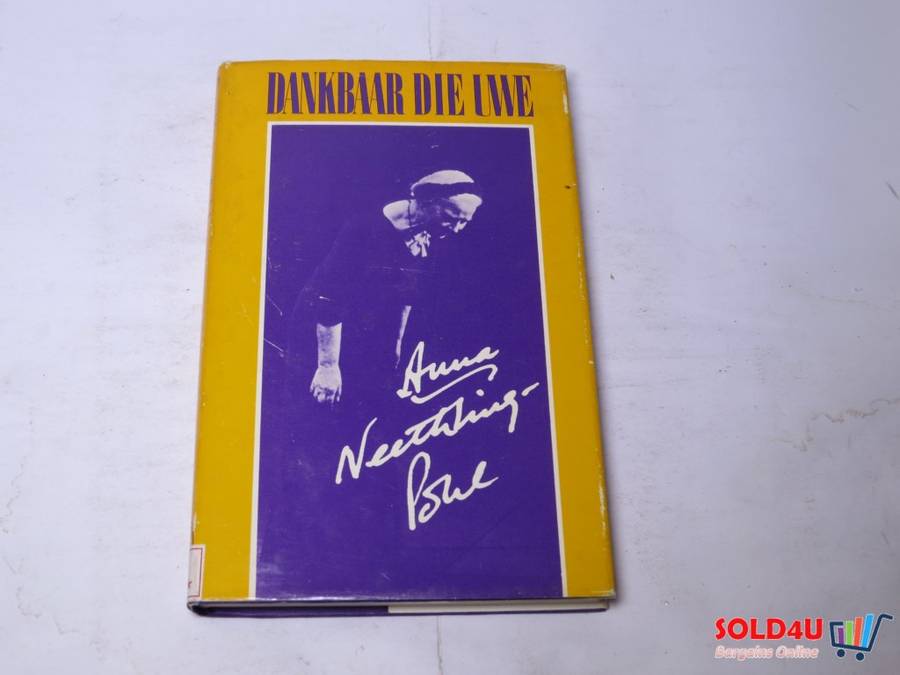 DANKBAAR DIE UWE
Anna
Neethling-
Pohl
SOLD4U
Bargains Online